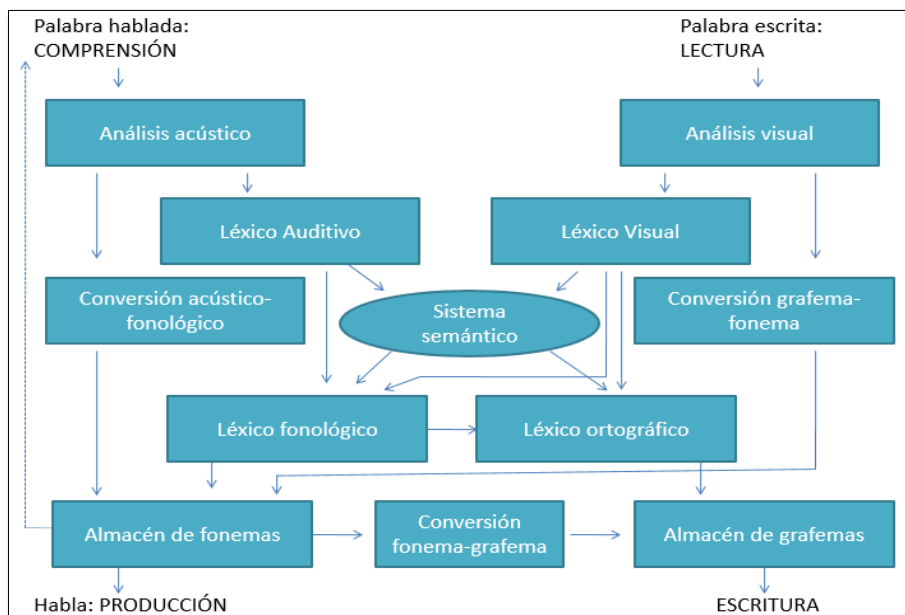 Palabra hablada:
COMPRENSIÓN
Palabra escrita:
LECTURA
Análisis acústico
Análisis visual
Léxico Auditivo
Léxico Visual
Conversión acústico-
fonológico
Sistema
semántico
Conversión grafema-
fonema
Léxico fonológico
Léxico ortográfico
Almacén de fonemas
Conversión
fonema-grafema
Almacén de grafemas
Habla: PRODUCCIÓN
ESCRITURA